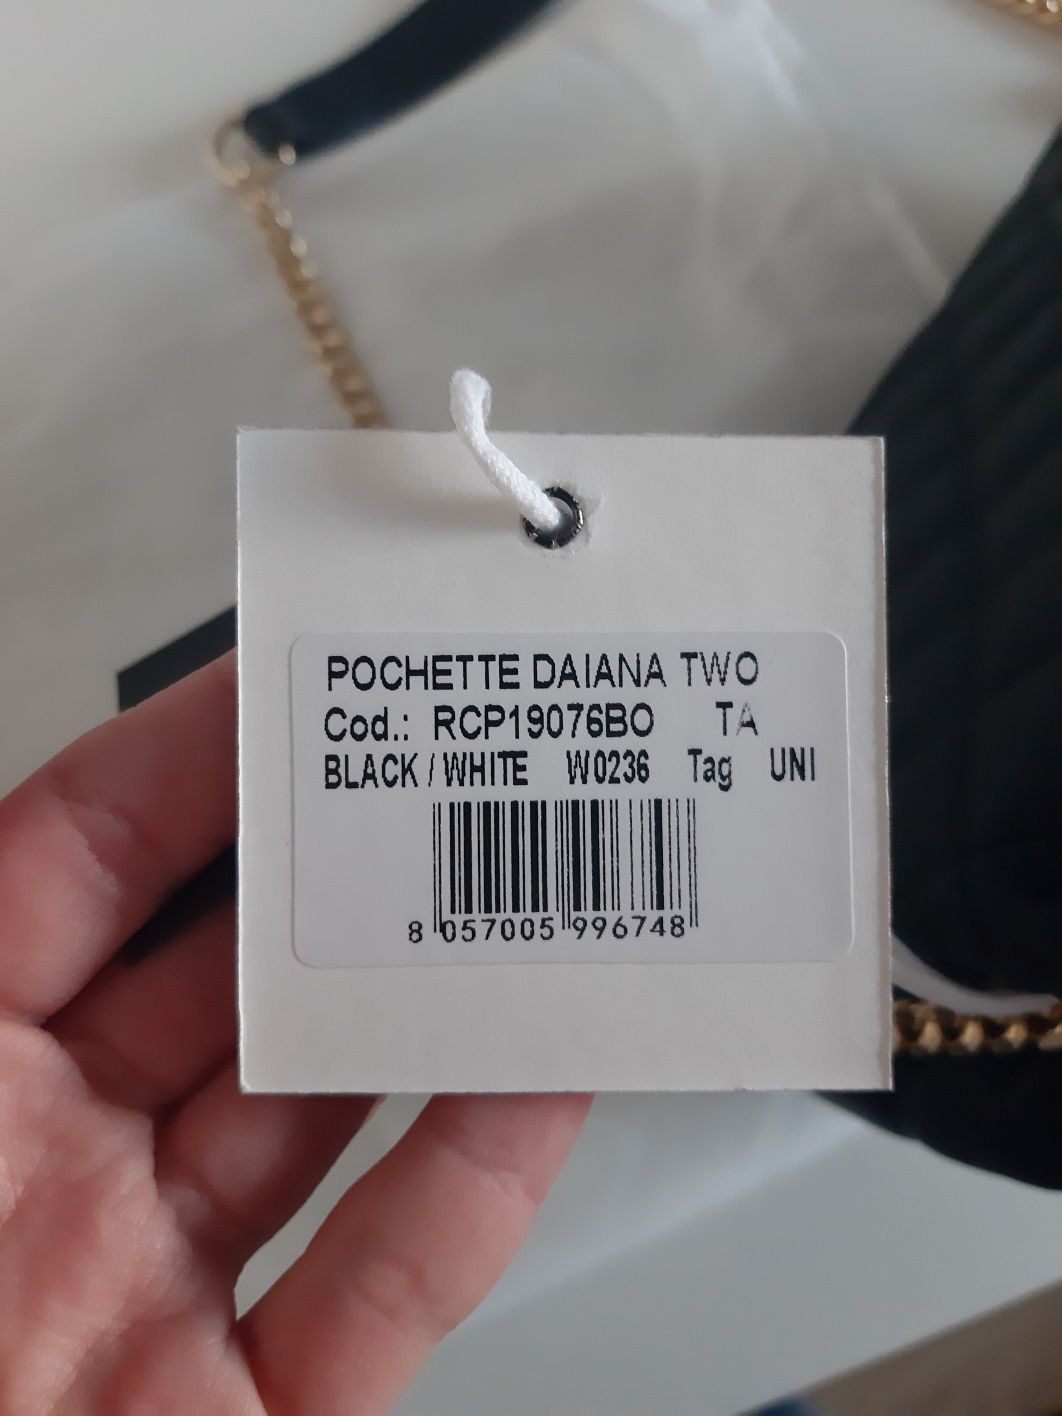 POCHETTE DAIANA TWO
Cod.: RCP19076BO TA
BLACK / WHITE W0236 Tag UNI
8 057005 996748